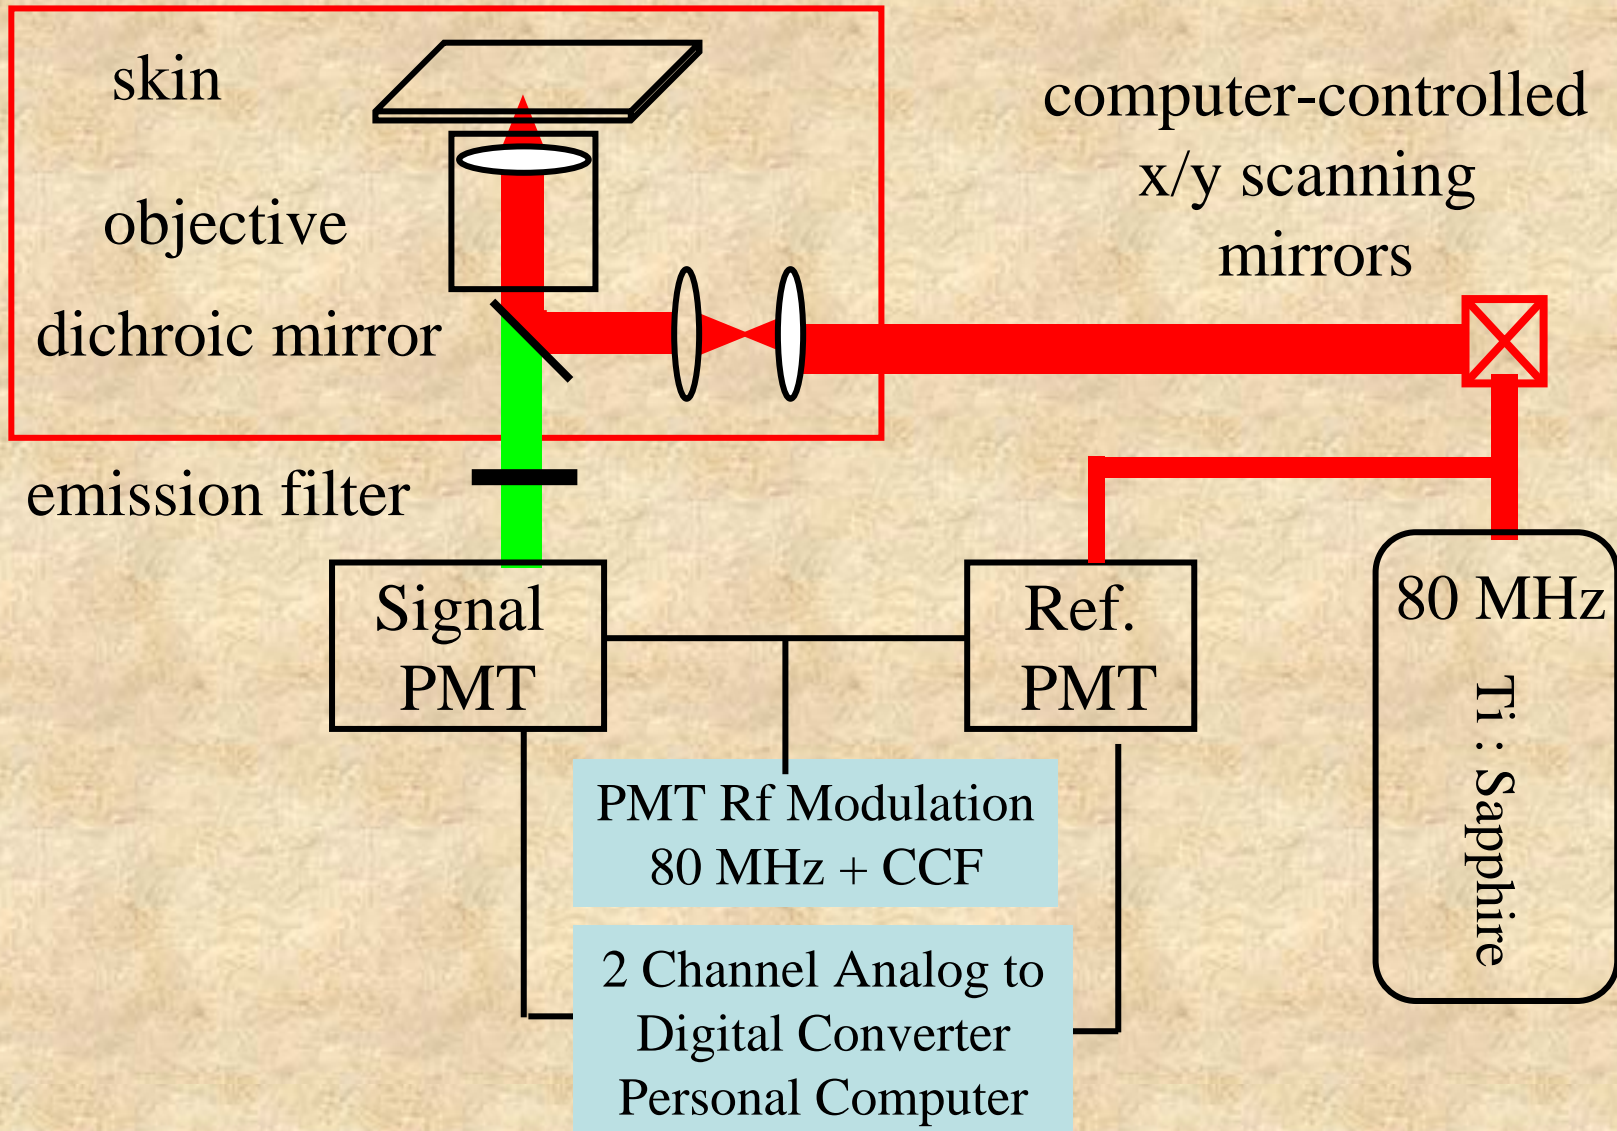 skin
computer-controlled
x/y scanning
mirrors
objective
dichroic mirror
emission filter
Signal
PMT
Ref.
PMT
80 MHz
Ti : Sapphire
PMT Rf Modulation
80 MHz + CCF
2 Channel Analog to
Digital Converter
Personal Computer